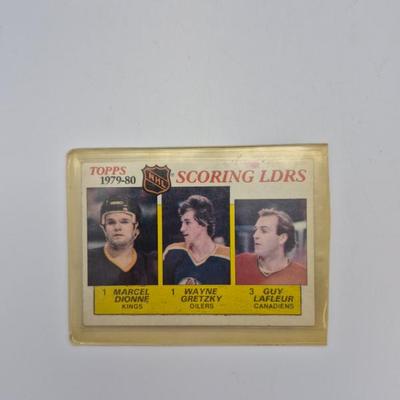 TOPPS
1979-80
NHL
SCORING LDRS
1 MARCEL DIONNE
KINGS
1 WAYNE GRETZKY
OILERS
3 GUY LAFLEUR
CANADIENS